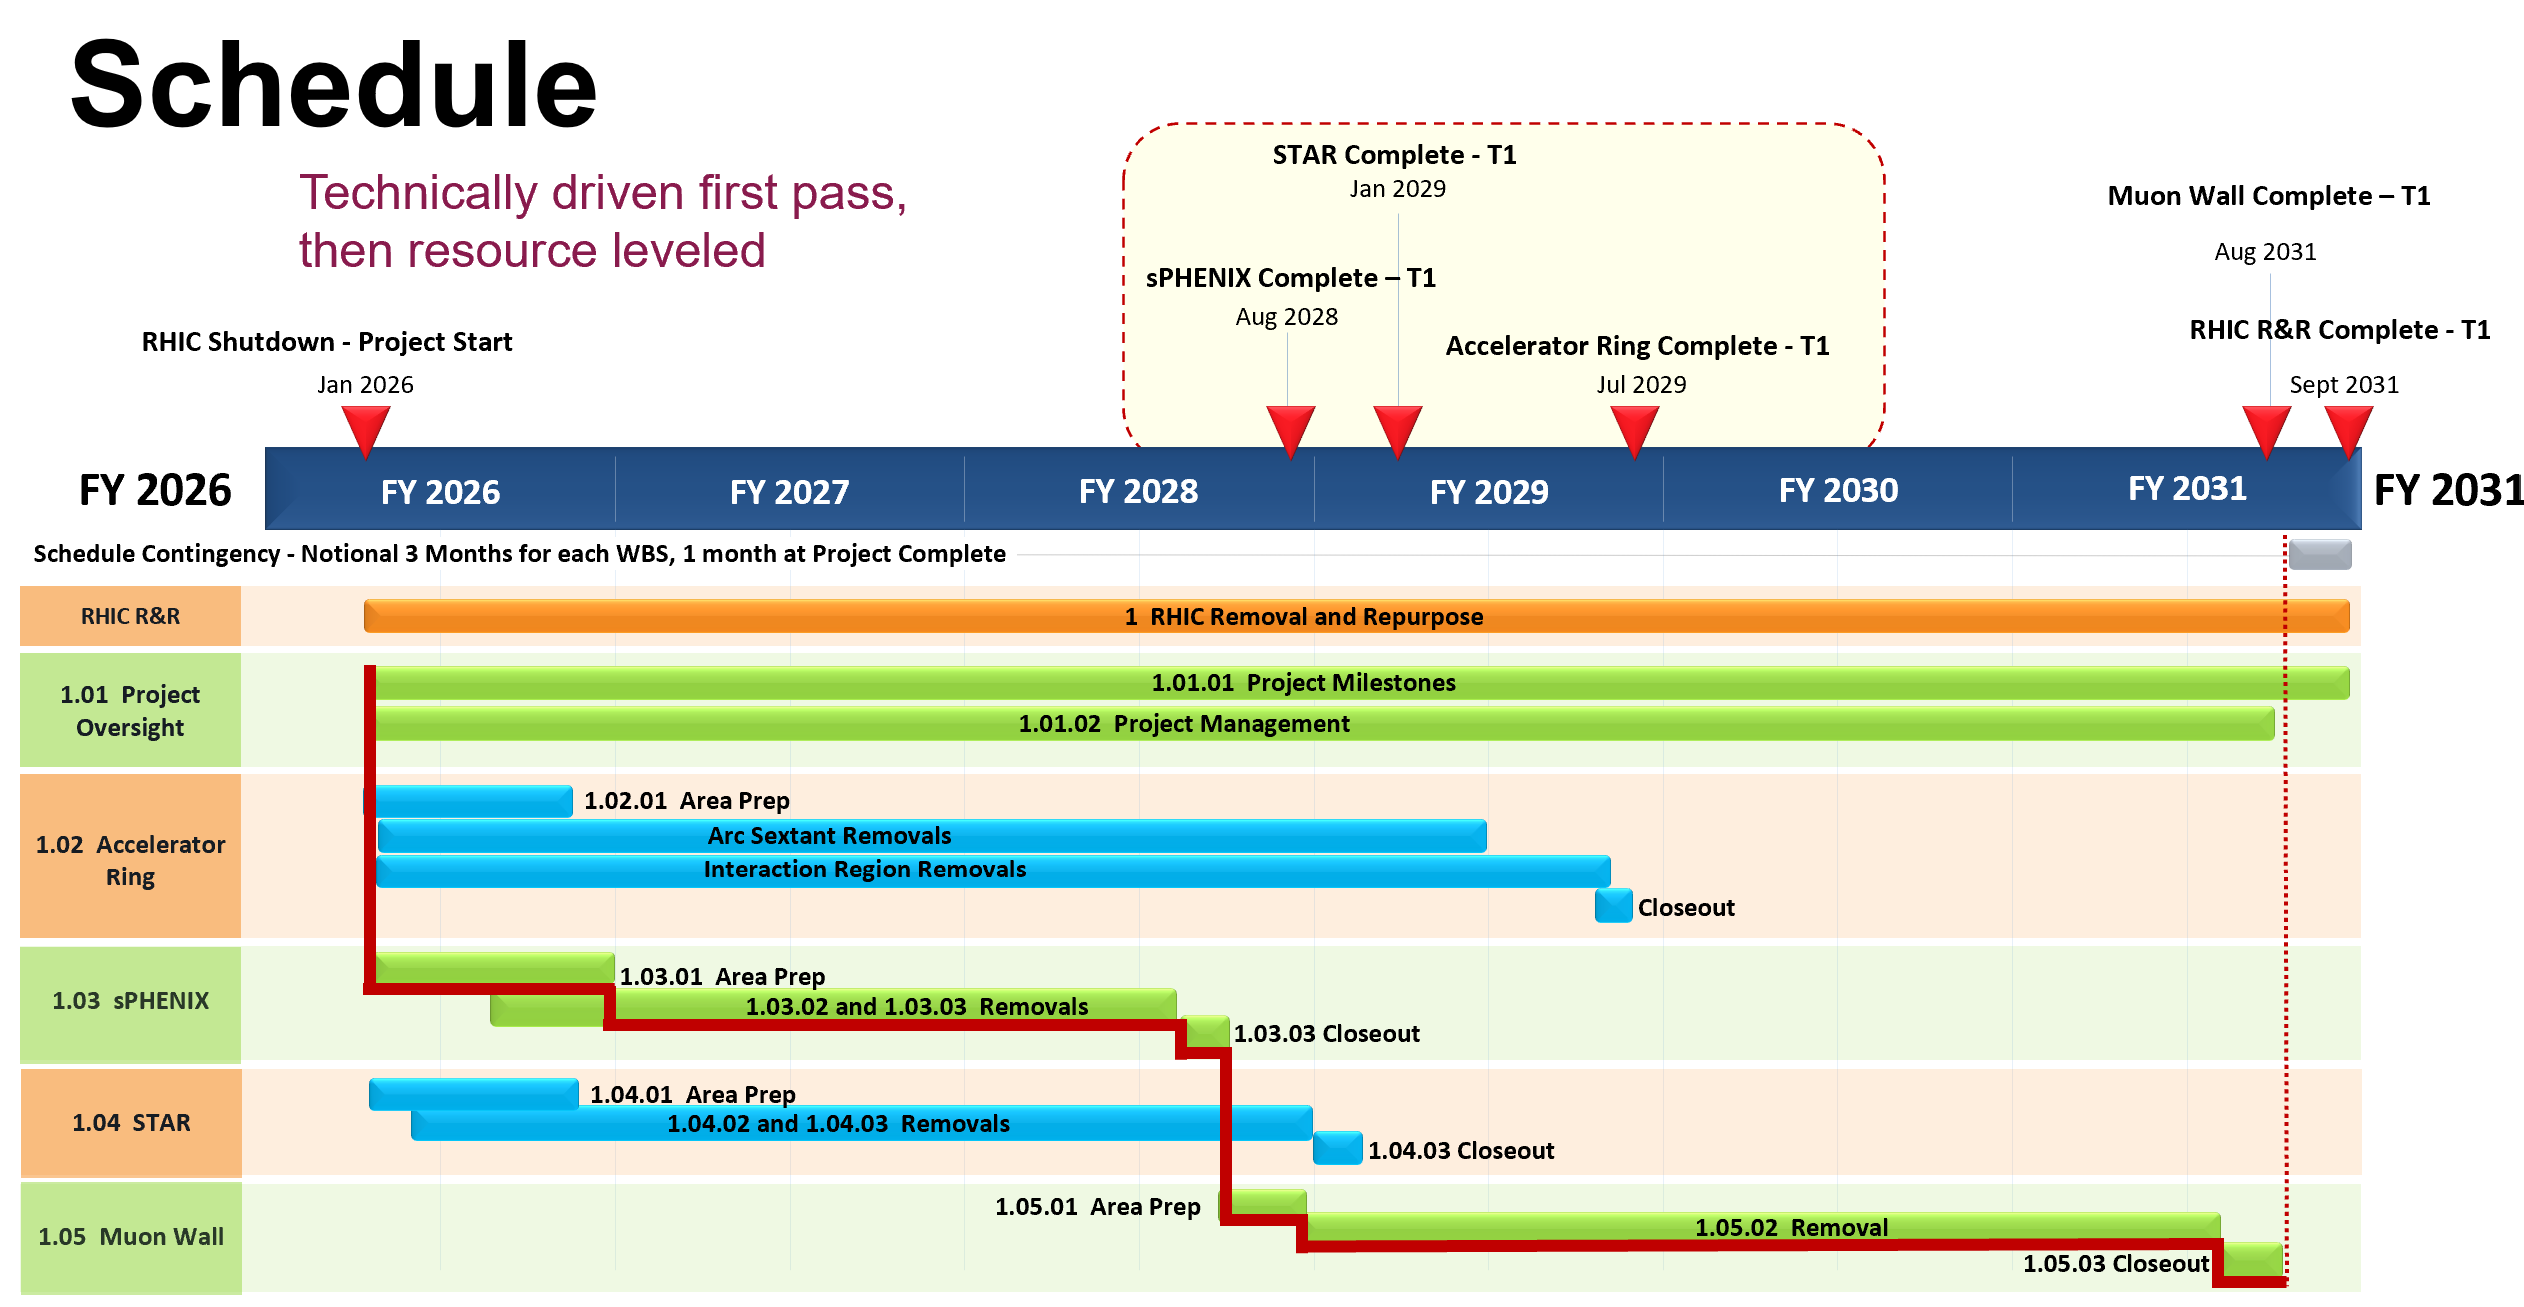 Schedule
Technically driven first pass,
then resource leveled
STAR Complete - T1
Jan 2029
Muon Wall Complete – T1
Aug 2031
sPHENIX Complete – T1
Aug 2028
RHIC Shutdown - Project Start
Jan 2026
Accelerator Ring Complete - T1
Jul 2029
RHIC R&R Complete - T1
Sept 2031
FY 2026
FY 2026
FY 2027
FY 2028
FY 2029
FY 2030
FY 2031
FY 2031
Schedule Contingency - Notional 3 Months for each WBS, 1 month at Project Complete
RHIC R&R
1 RHIC Removal and Repurpose
1.01 Project
Oversight
1.01.01 Project Milestones
1.01.02 Project Management
1.02 Accelerator
Ring
1.02.01 Area Prep
Arc Sextant Removals
Interaction Region Removals
Closeout
1.03 sPHENIX
1.03.01 Area Prep
1.03.02 and 1.03.03 Removals
1.03.03 Closeout
1.04 STAR
1.04.01 Area Prep
1.04.02 and 1.04.03 Removals
1.04.03 Closeout
1.05 Muon Wall
1.05.01 Area Prep
1.05.02 Removal
1.05.03 Closeout